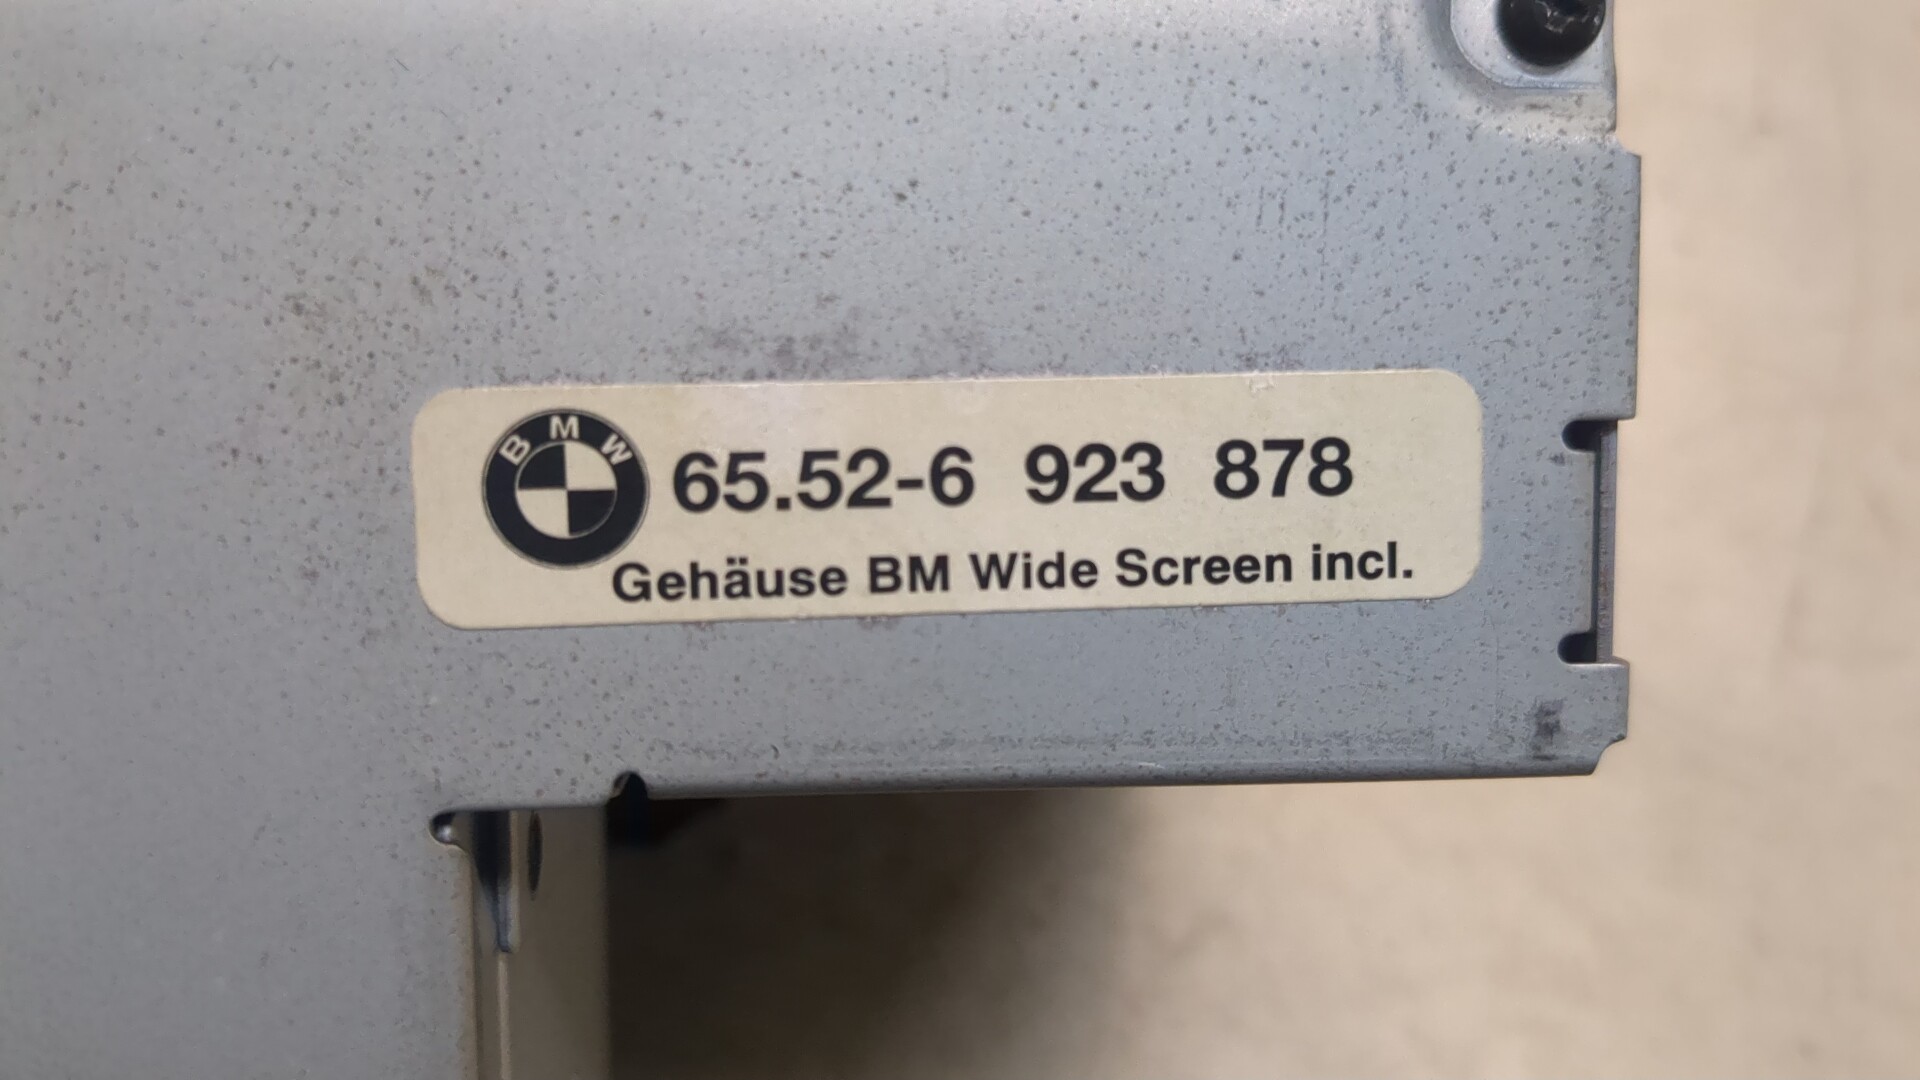 BMW 65.52-6 923 878
Gehäuse BM Wide Screen incl.